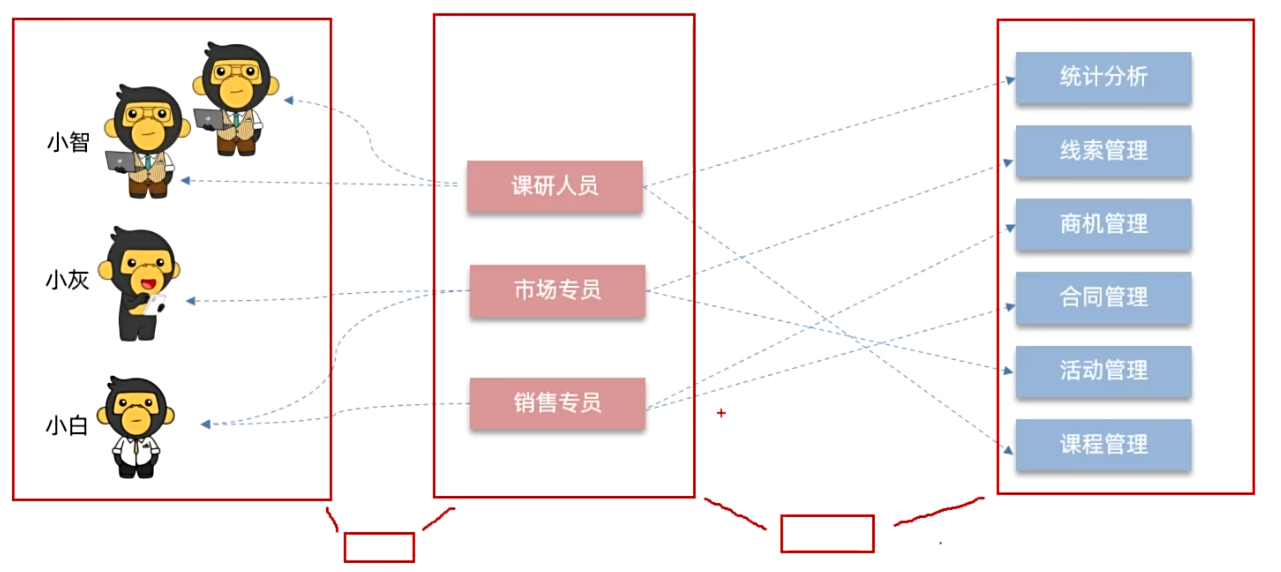 小智
小灰
小白
课研人员
市场专员
销售专员
统计分析
线索管理
商机管理
合同管理
活动管理
课程管理